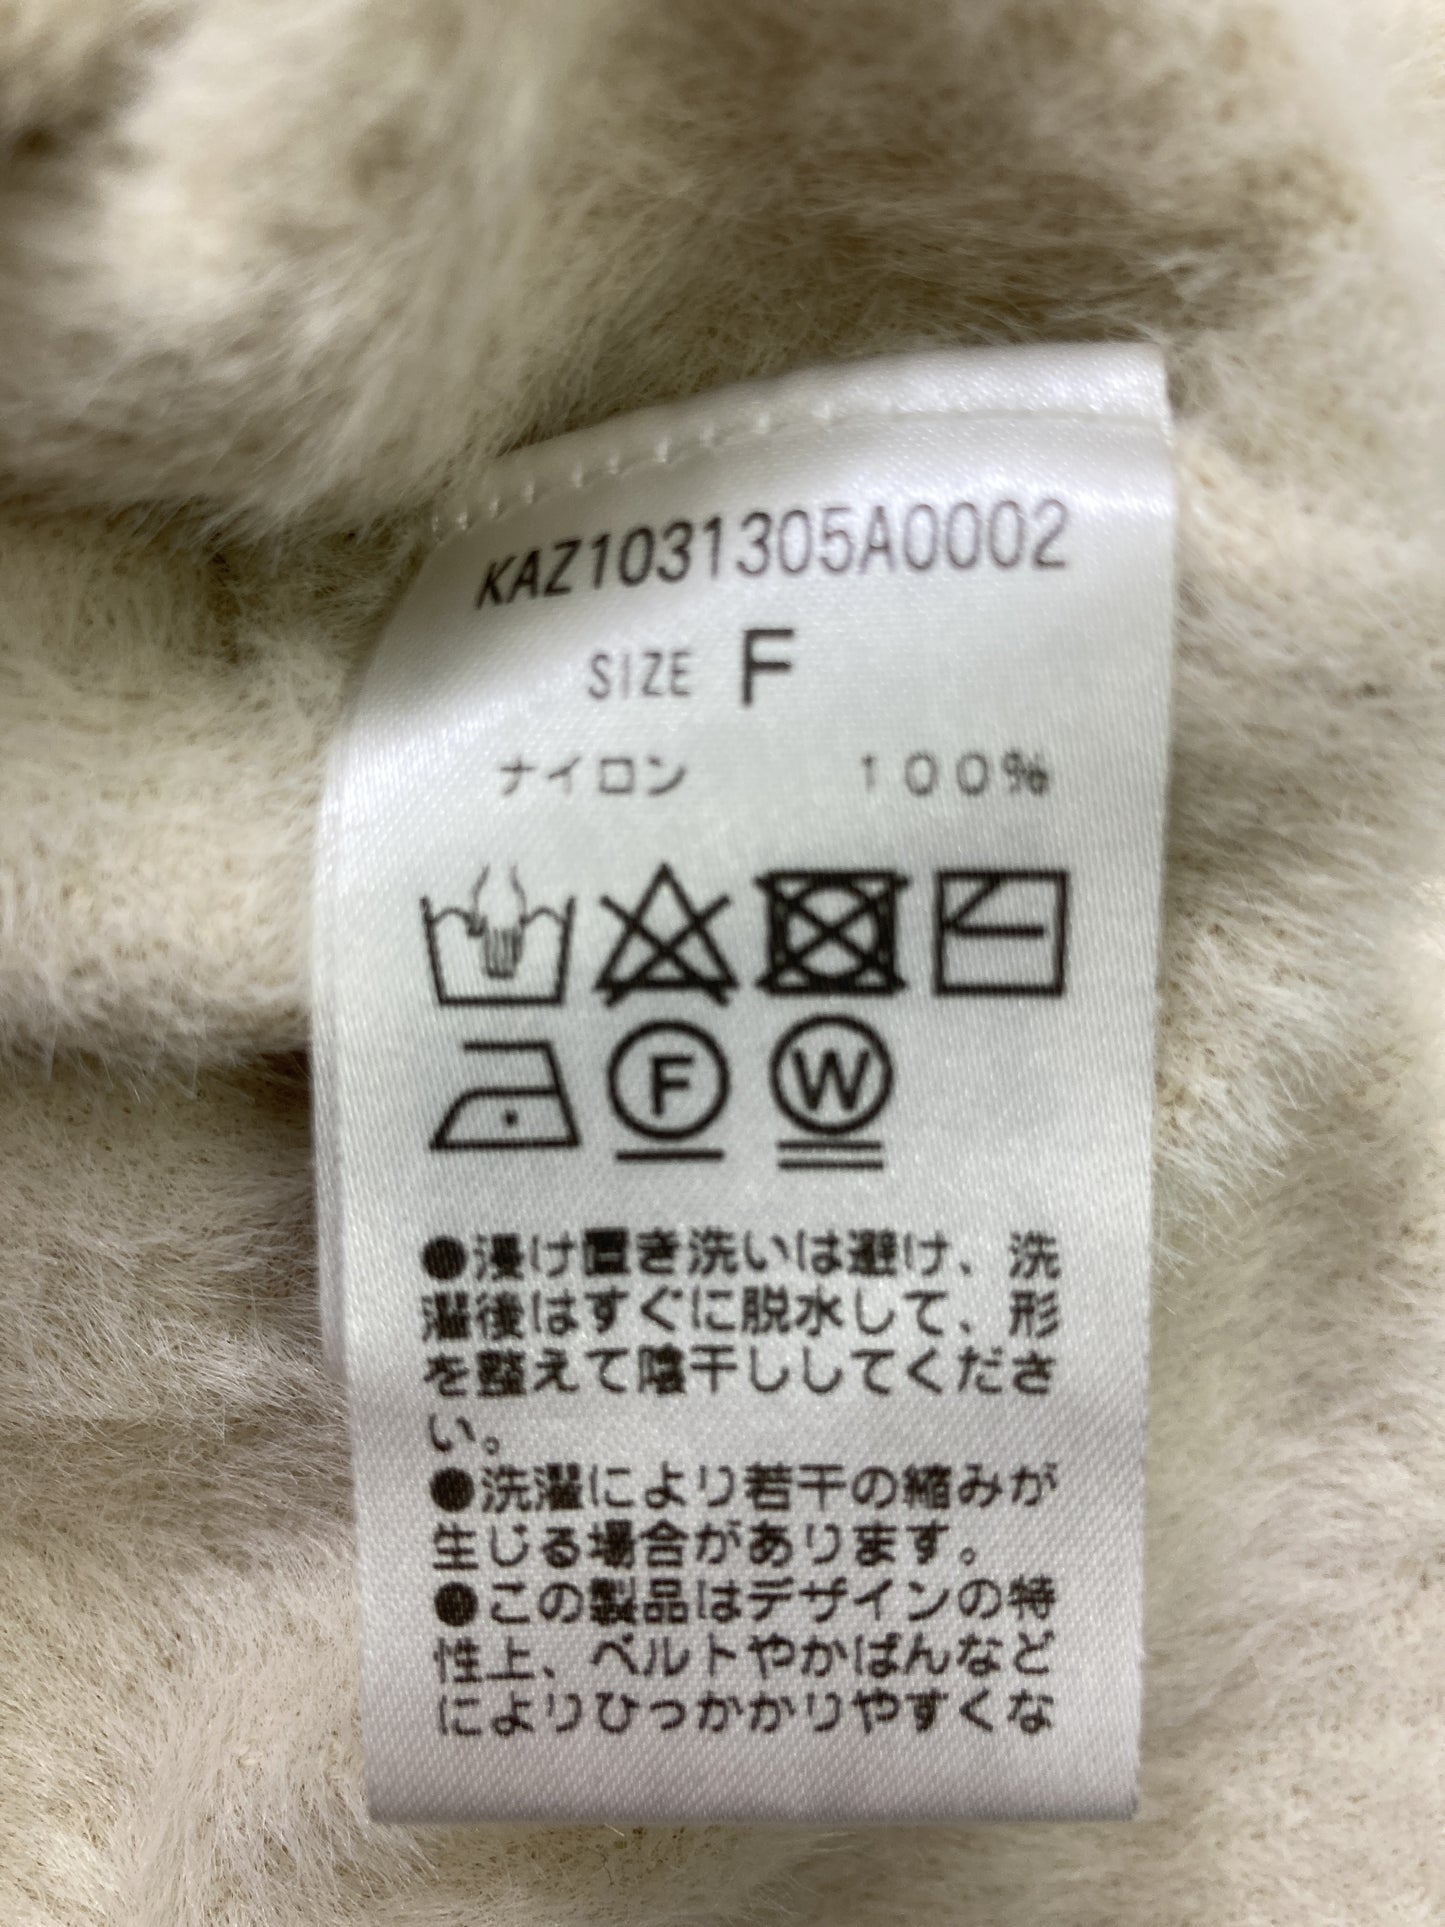 KAZ1031305A0002
SIZE F
ナイロン 100%
F W
●浸け置き洗いは避け、洗
濯後はすぐに脱水して、形
を整えて陰干ししてくださ
い。
●洗濯により若干の縮みが
生じる場合があります。
●この製品はデザインの特
性上、ベルトやかばんなど
によりひっかかりやすくな